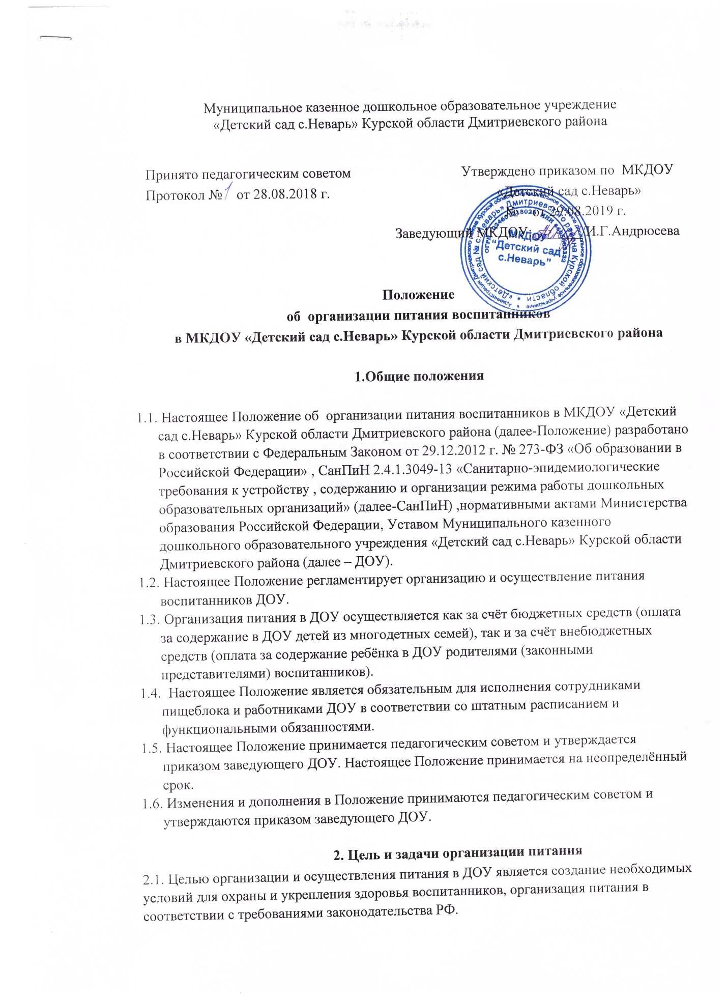 Муниципальное казенное дошкольное образовательное учреждение
«Детский сад с.Неварь» Курской области Дмитриевского района
Принято педагогическим советом
Протокол №1 от 28.08.2018 г.
Утверждено приказом по МКДОУ
«Детский сад с.Неварь»
№ от 29.08.2019 г.
Заведующий МКДОУ: /И.Г.Андрюсева
МКДОУ
“Детский сад
с.Неварь”
Положение
об организации питания воспитанников
в МКДОУ «Детский сад с.Неварь» Курской области Дмитриевского района
1.Общие положения
1.1. Настоящее Положение об организации питания воспитанников в МКДОУ «Детский
сад с.Неварь» Курской области Дмитриевского района (далее-Положение) разработано
в соответствии с Федеральным Законом от 29.12.2012 г. № 273-ФЗ «Об образовании в
Российской Федерации» , СанПиН 2.4.1.3049-13 «Санитарно-эпидемиологические
требования к устройству , содержанию и организации режима работы дошкольных
образовательных организаций» (далее-СанПиН) ,нормативными актами Министерства
образования Российской Федерации, Уставом Муниципального казенного
дошкольного образовательного учреждения «Детский сад с.Неварь» Курской области
Дмитриевского района (далее – ДОУ).
1.2. Настоящее Положение регламентирует организацию и осуществление питания
воспитанников ДОУ.
1.3. Организация питания в ДОУ осуществляется как за счёт бюджетных средств (оплата
за содержание в ДОУ детей из многодетных семей), так и за счёт внебюджетных
средств (оплата за содержание ребёнка в ДОУ родителями (законными
представителями) воспитанников).
1.4. Настоящее Положение является обязательным для исполнения сотрудниками
пищеблока и работниками ДОУ в соответствии со штатным расписанием и
функциональными обязанностями.
1.5. Настоящее Положение принимается педагогическим советом и утверждается
приказом заведующего ДОУ. Настоящее Положение принимается на неопределённый
срок.
1.6. Изменения и дополнения в Положение принимаются педагогическим советом и
утверждаются приказом заведующего ДОУ.
2. Цель и задачи организации питания
2.1. Целью организации и осуществления питания в ДОУ является создание необходимых
условий для охраны и укрепления здоровья воспитанников, организация питания в
соответствии с требованиями законодательства РФ.